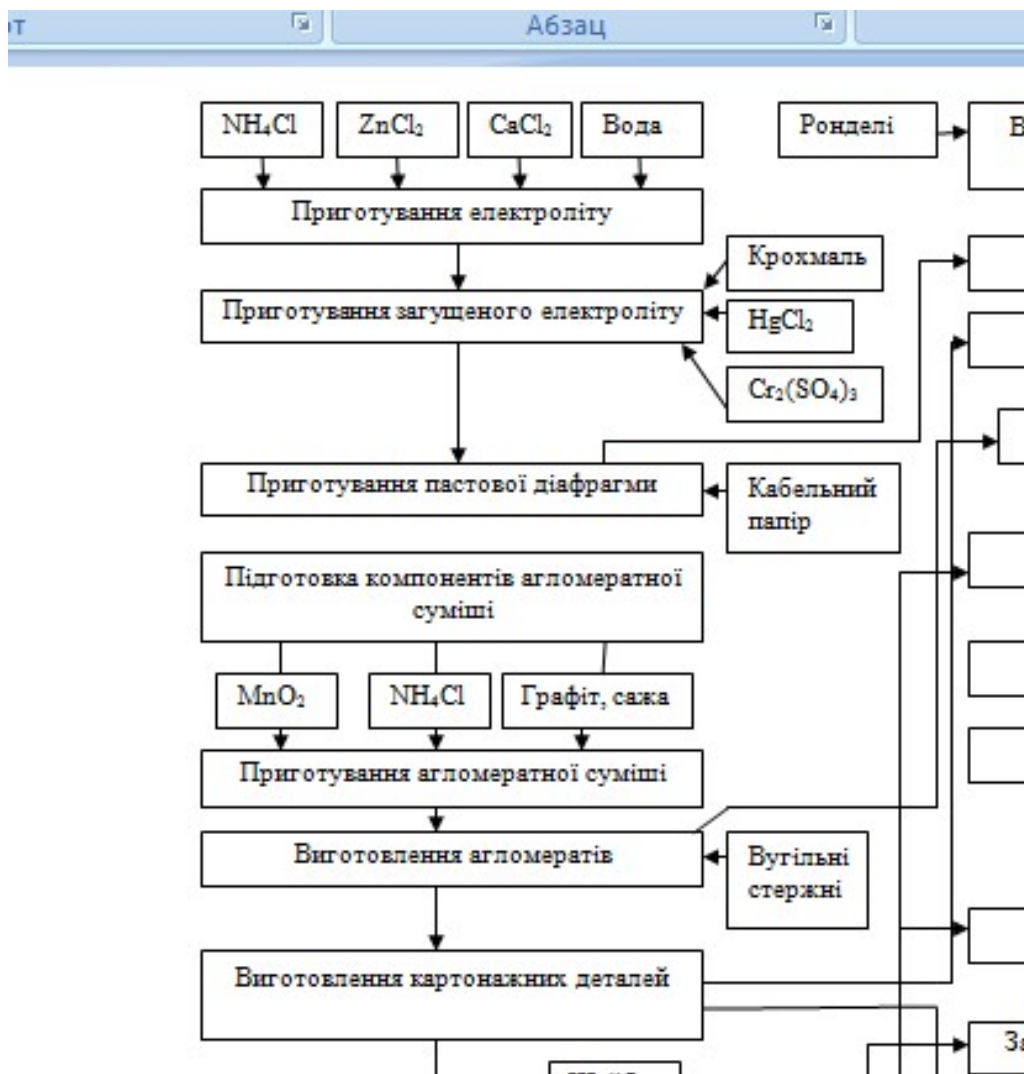 Абзац
NH₄Cl
ZnCl₂
CaCl₂
Вода
Ронделі
Приготування електроліту
Крохмаль
Приготування загущеного електроліту
HgCl₂
Cr₂(SO₄)₃
Приготування пастової діафрагми
Кабельний
папір
Підготовка компонентів агломератної
суміші
MnO₂
NH₄Cl
Графіт, сажа
Приготування агломератної суміші
Виготовлення агломератів
Вугільні
стержні
Виготовлення картонажних деталей